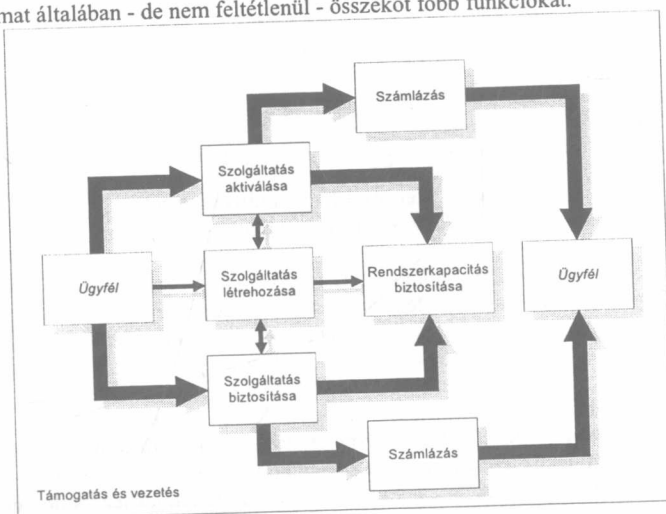 mat általában - de nem feltétlenül - összeköt főbb funkciókat.
Számlázás
Szolgáltatás
aktiválása
Ügyfél
Szolgáltatás
létrehozása
Rendszerkapacitás
biztosítása
Ügyfél
Szolgáltatás
biztosítása
Számlázás
Támogatás és vezetés